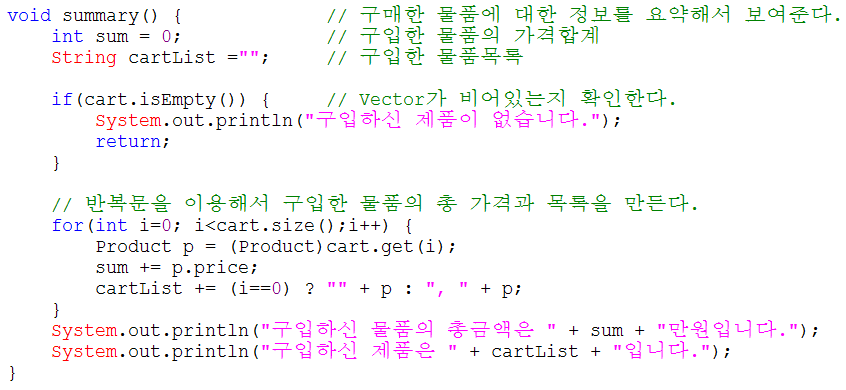 void summary() {              // 구매한 물품에 대한 정보를 요약해서 보여준다.
    int sum = 0;              // 구입한 물품의 가격합계
    String cartList ="";      // 구입한 물품목록

    if(cart.isEmpty()) {      // Vector가 비어있는지 확인한다.
        System.out.println("구입하신 제품이 없습니다.");
        return;
    }

    // 반복문을 이용해서 구입한 물품의 총 가격과 목록을 만든다.
    for(int i=0; i<cart.size();i++) {
        Product p = (Product)cart.get(i);
        sum += p.price;
        cartList += (i==0) ? "" + p : ", " + p;
    }
    System.out.println("구입하신 물품의 총금액은 " + sum + "만원입니다.");
    System.out.println("구입하신 제품은 " + cartList + "입니다.");
}